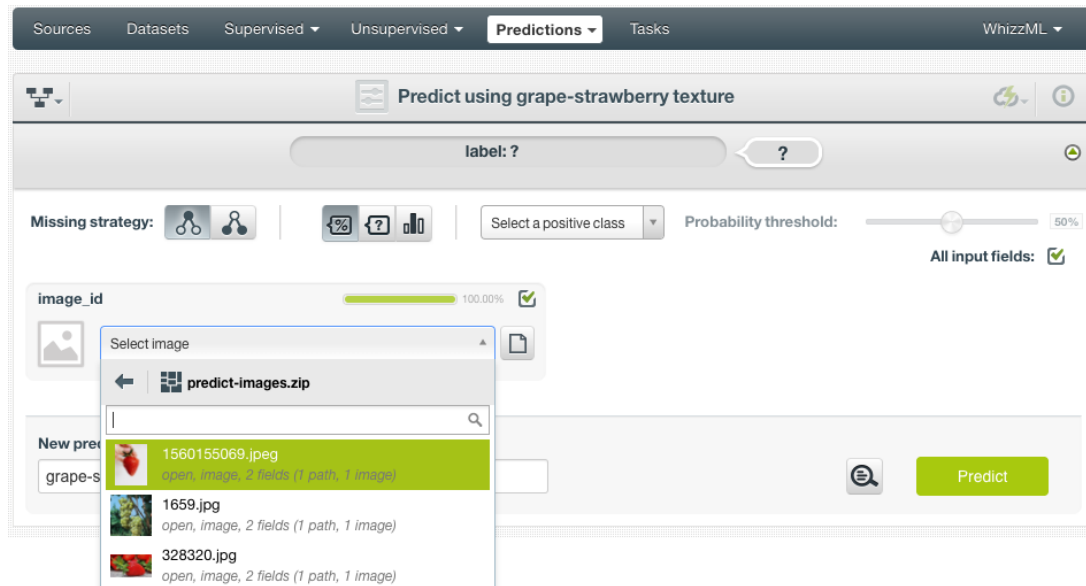 Sources Datasets Supervised Unsupervised Predictions Tasks WhizzML
Predict using grape-strawberry texture
label: ? ?
Missing strategy: % ? Select a positive class Probability threshold: 50%
All input fields:
image_id 100.00%
Select image
predict-images.zip
New pred
1560155069.jpeg
open, image, 2 fields (1 path, 1 image)
grape-s Predict
1659.jpg
open, image, 2 fields (1 path, 1 image)
328320.jpg
open, image, 2 fields (1 path, 1 image)